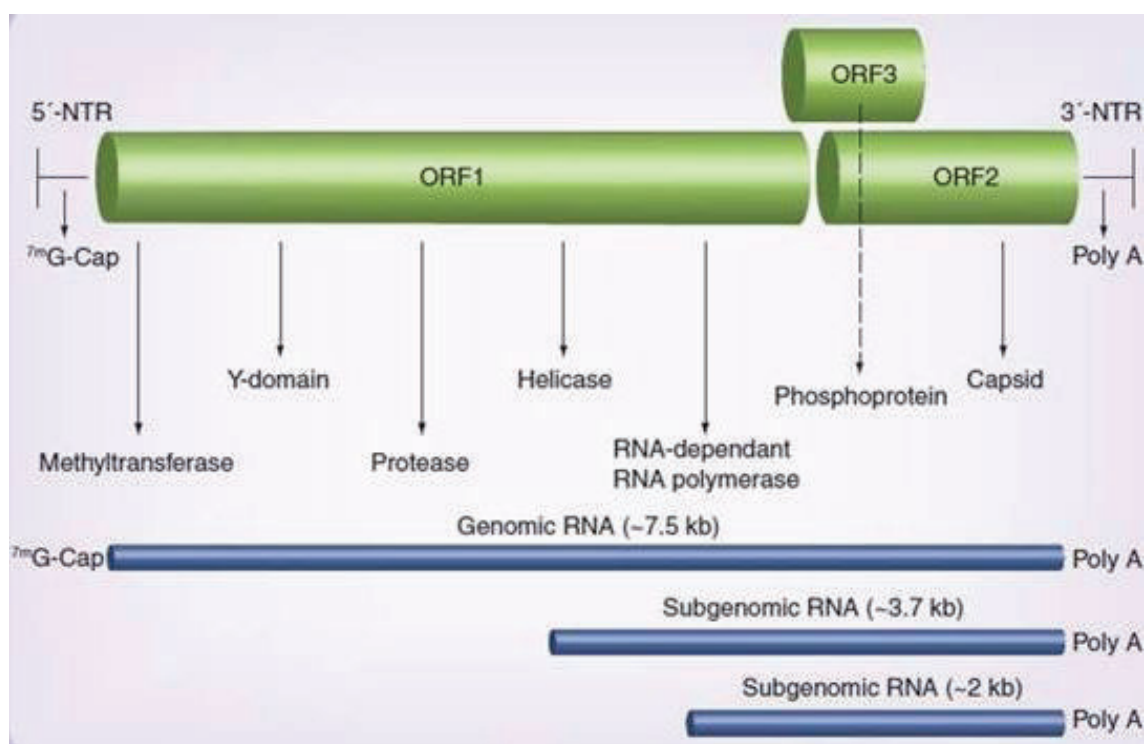 ORF3
5´-NTR
3´-NTR
ORF1
ORF2
7mG-Cap
Poly A
Y-domain
Helicase
Phosphoprotein
Capsid
Methyltransferase
Protease
RNA-dependant
RNA polymerase
Genomic RNA (~7.5 kb)
7mG-Cap
Poly A
Subgenomic RNA (~3.7 kb)
Poly A
Subgenomic RNA (~2 kb)
Poly A